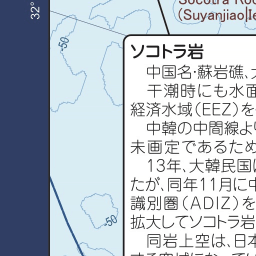 Socotra Ro
(Suyanjiao|Ie
32°
-50
ソコトラ岩
中国名・蘇岩礁、
干潮時にも水面
経済水域（EEZ）を
中韓の中間線より
未画定であるため
13年、大韓民国
たが、同年11月に中
識別圏（ADIZ）を
拡大してソコトラ岩
-50
同岩上空は、日本